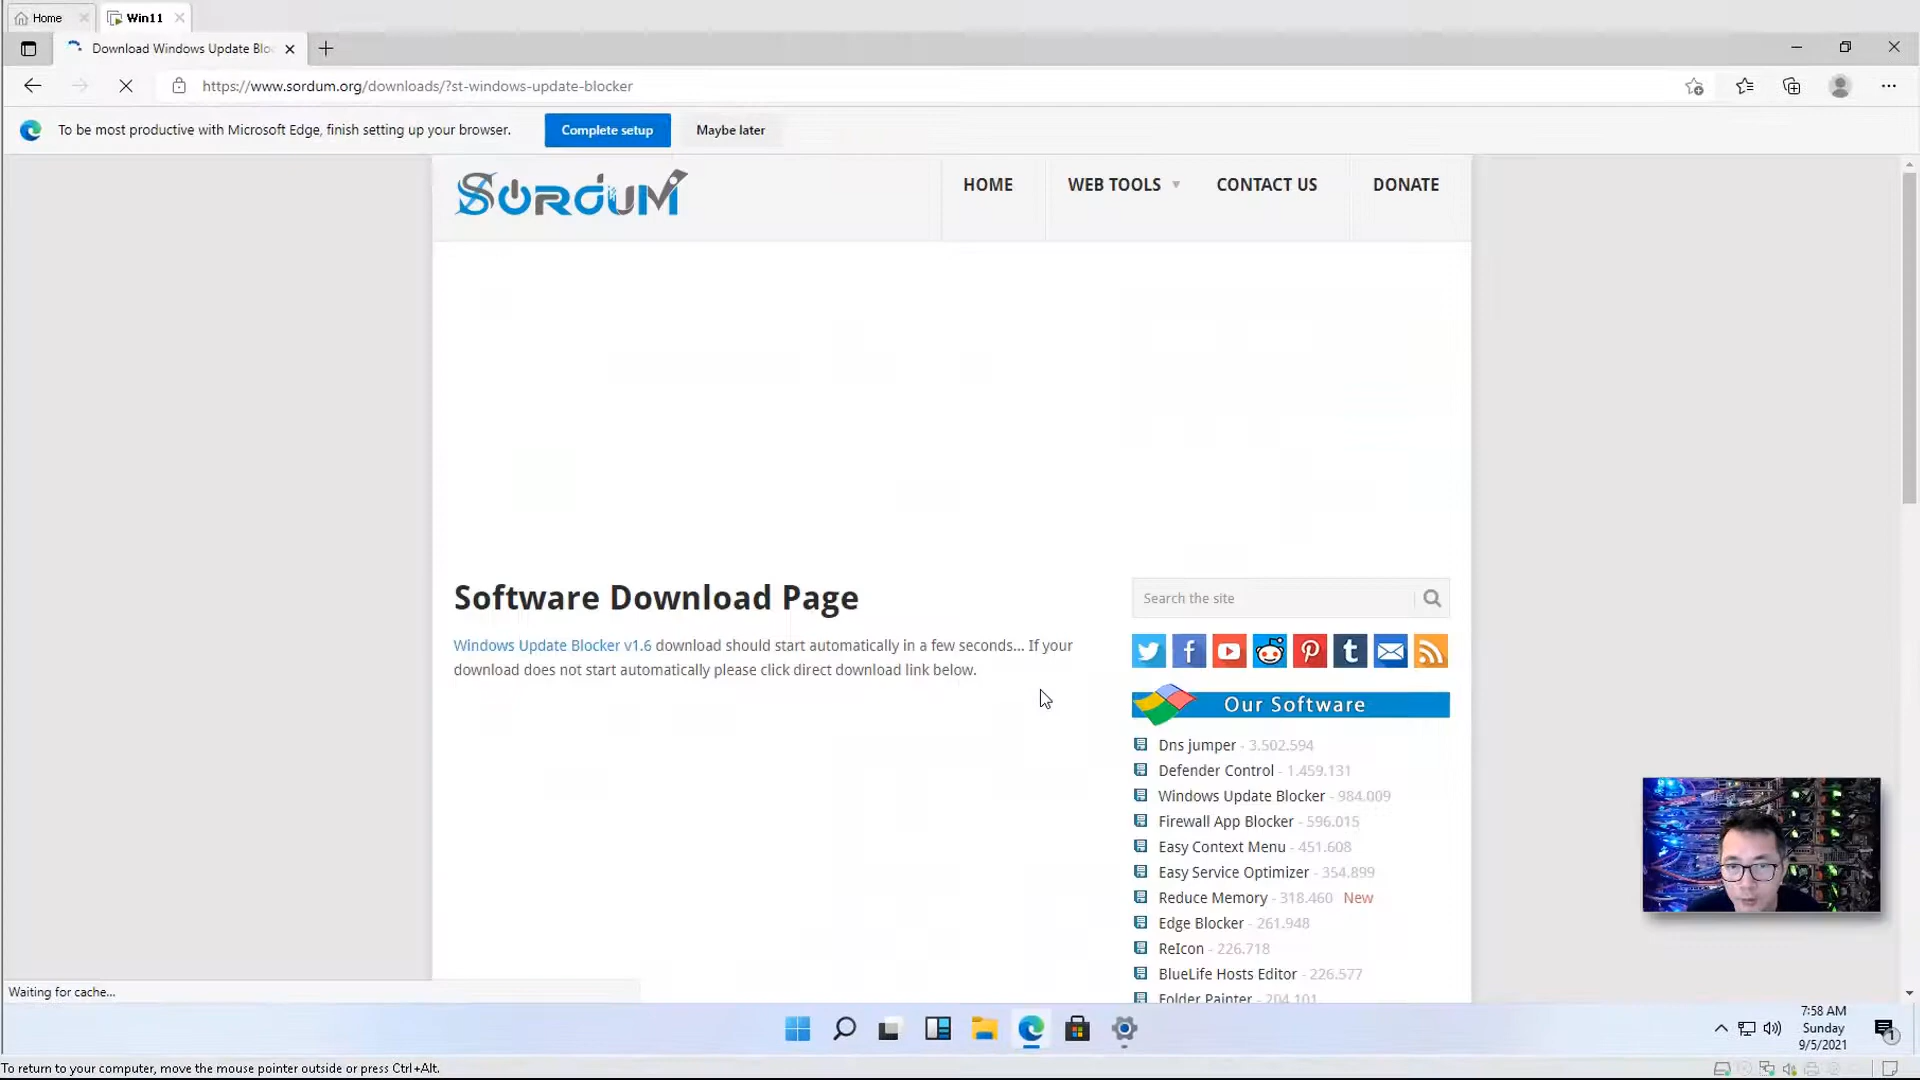 Home
Win11
Download Windows Update Blo
https://www.sordum.org/downloads/?st-windows-update-blocker
To be most productive with Microsoft Edge, finish setting up your browser.
Complete setup
Maybe later
SORDUM
HOME
WEB TOOLS
CONTACT US
DONATE
Software Download Page
Windows Update Blocker v1.6 download should start automatically in a few seconds... If your
download does not start automatically please click direct download link below.
Search the site
Our Software
Dns jumper - 3.502.594
Defender Control - 1.459.131
Windows Update Blocker - 984.009
Firewall App Blocker - 596.015
Easy Context Menu - 451.608
Easy Service Optimizer - 354.899
Reduce Memory - 318.460 New
Edge Blocker - 261.948
ReIcon - 226.718
BlueLife Hosts Editor - 226.577
Folder Painter - 204.101
Waiting for cache...
7:58 AM
Sunday
9/5/2021
1
To return to your computer, move the mouse pointer outside or press Ctrl+Alt.